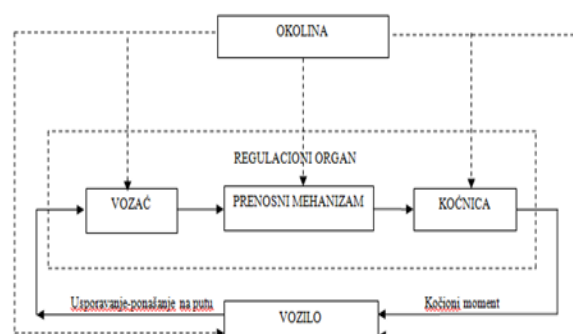 OKOLINA
REGULACIONI ORGAN
VOZAČ
PRENOSNI MEHANIZAM
KOČNICA
Usporavanje-ponašanje na putu
Kočioni moment
VOZILO